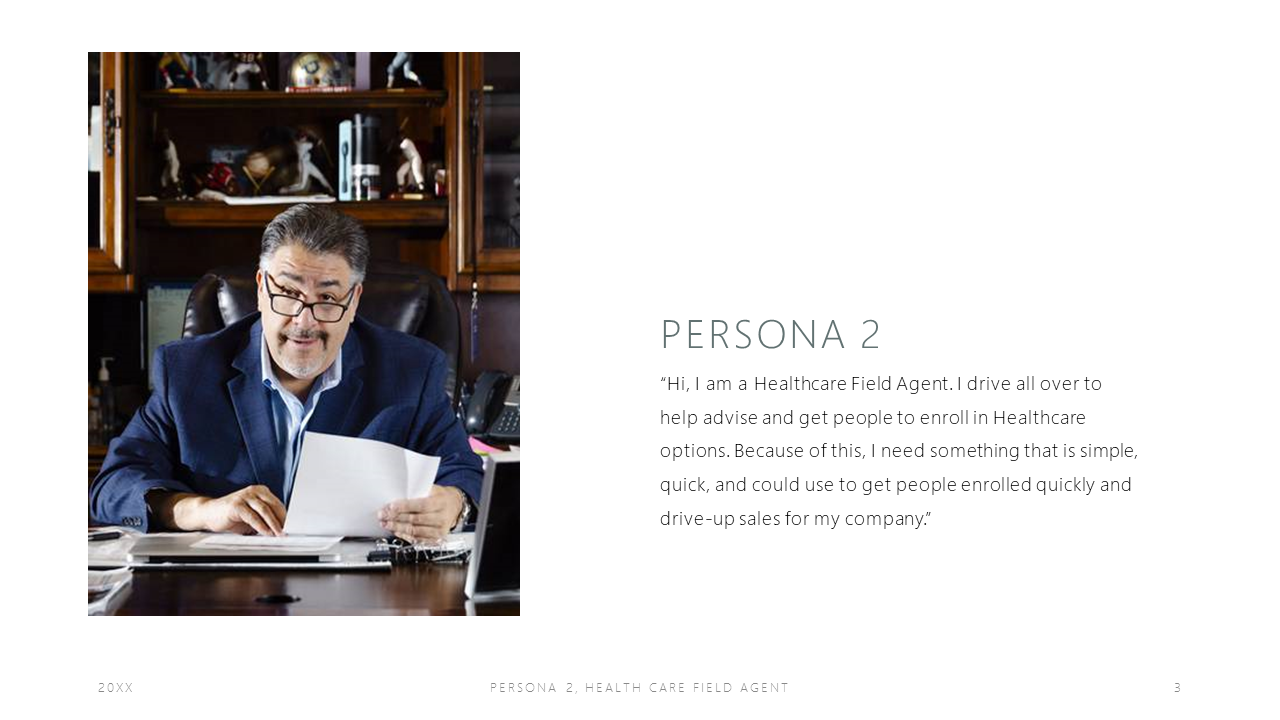 PERSONA 2
“Hi, I am a Healthcare Field Agent. I drive all over to
help advise and get people to enroll in Healthcare
options. Because of this, I need something that is simple,
quick, and could use to get people enrolled quickly and
drive-up sales for my company.”
20XX
PERSONA 2, HEALTH CARE FIELD AGENT
3